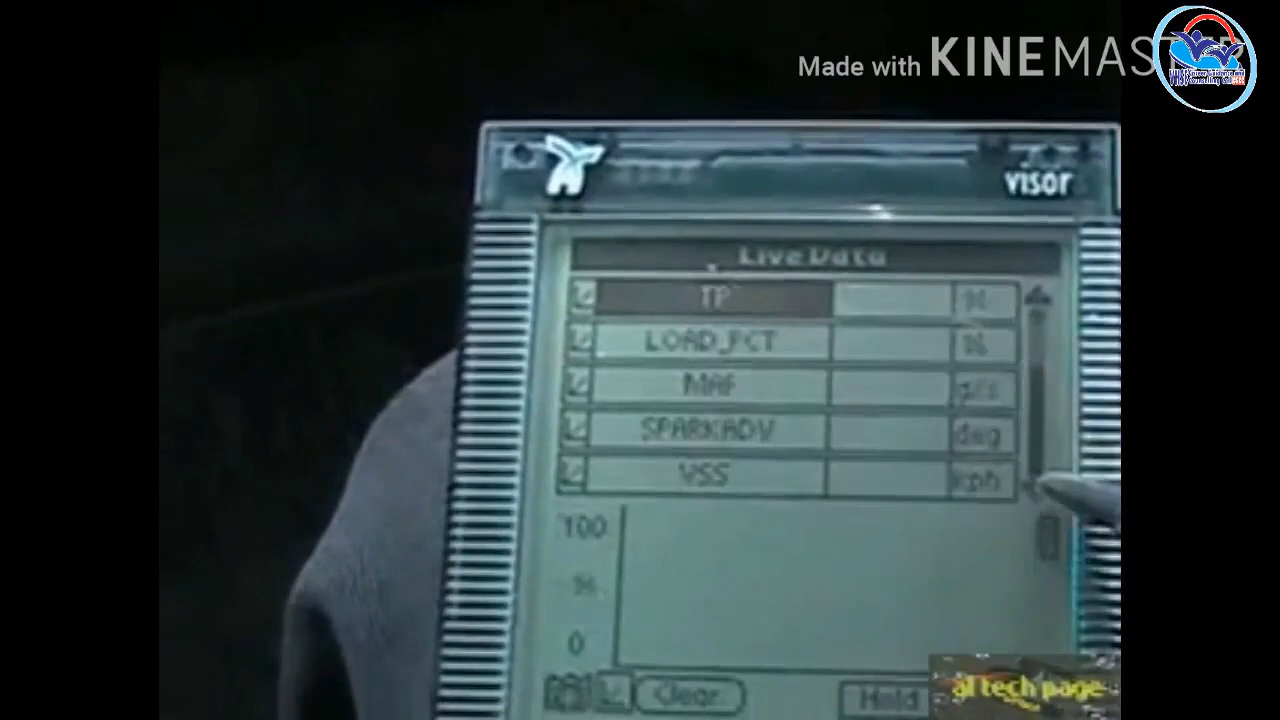 Made with KINEMASTER
visor
Live Data
TP %
LOAD_PCT %
MAF g/s
SPARKADV deg
VSS kph
100
%
0
Clear Hold
al tech page